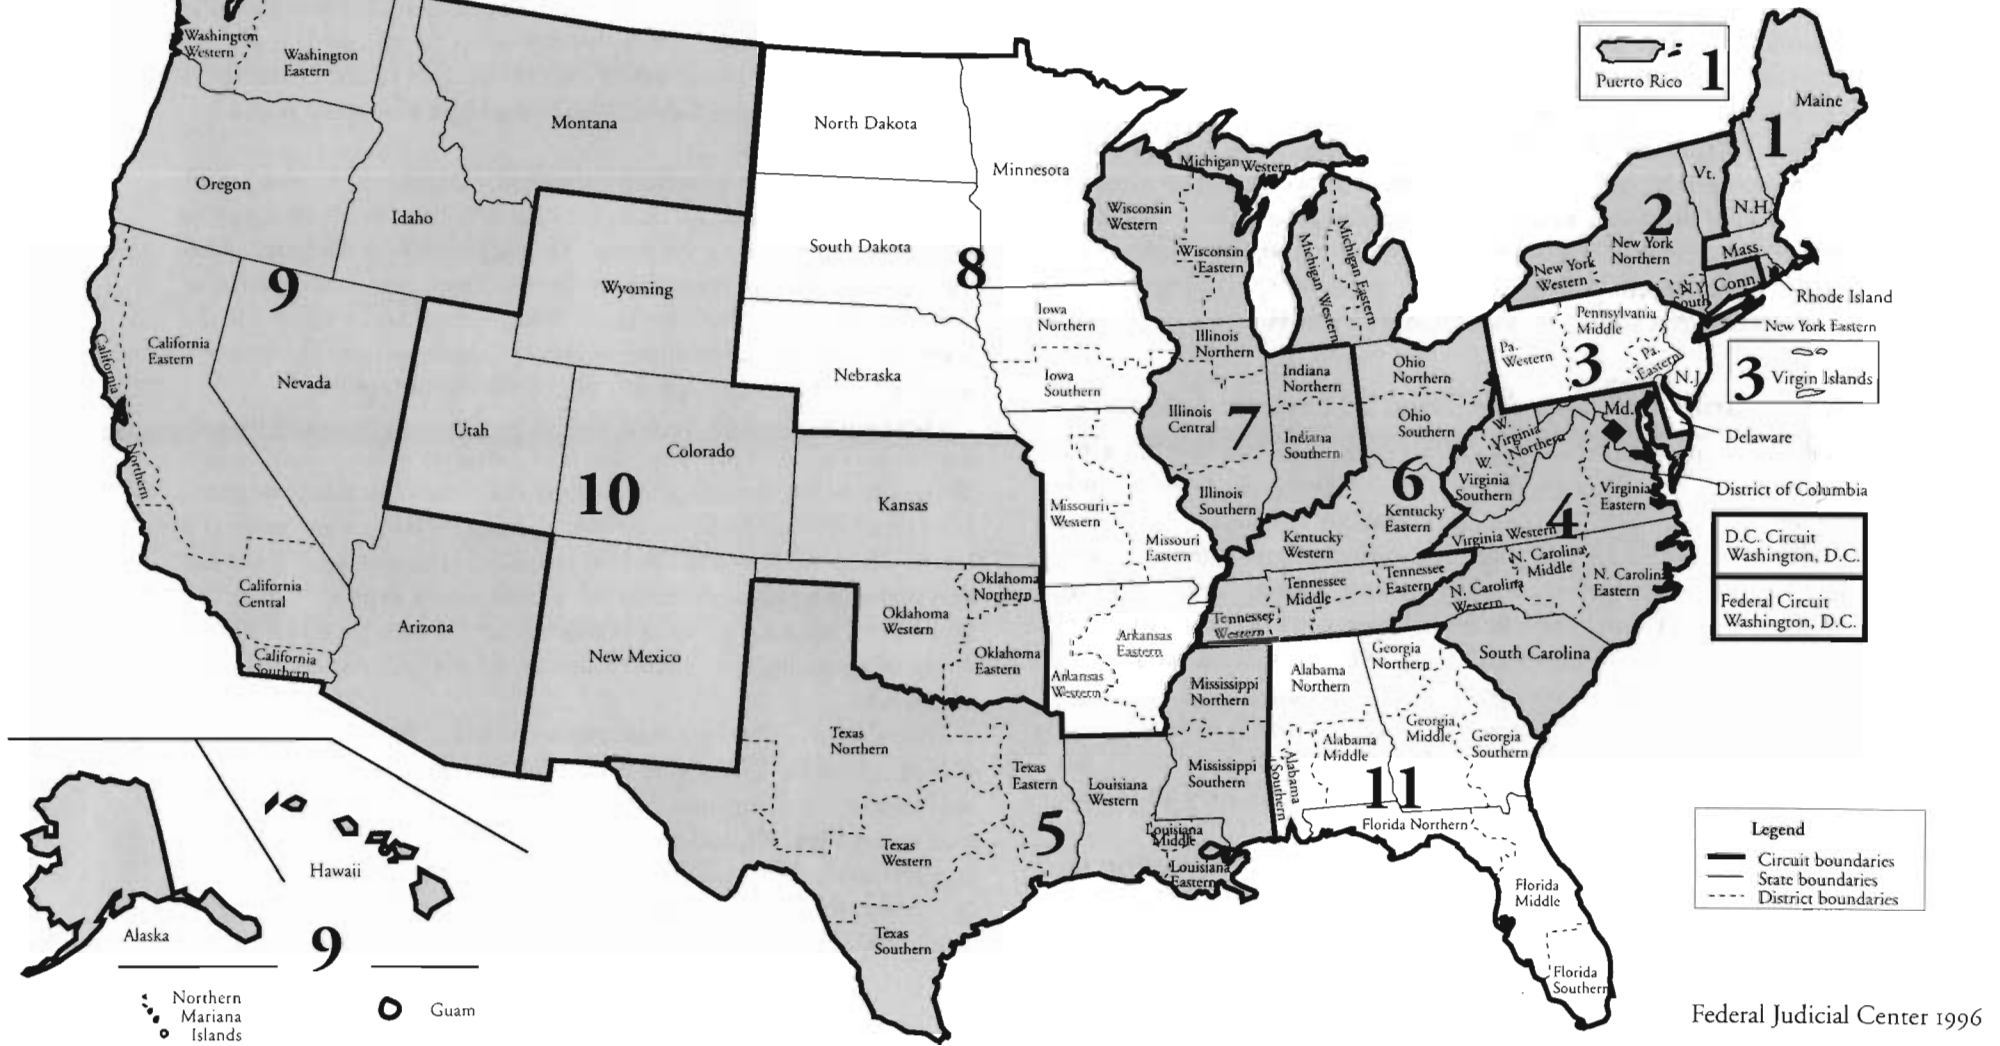 Washington
Western
Washington
Eastern
Montana
Oregon
Idaho
9
Wyoming
California
Eastern
California
Northern
Nevada
Utah
Colorado
10
California
Central
California
Southern
Arizona
New Mexico
North Dakota
Minnesota
South Dakota
8
Iowa
Northern
Nebraska
Iowa
Southern
Kansas
Missouri
Western
Missouri
Eastern
Oklahoma
Northern
Oklahoma
Western
Oklahoma
Eastern
Arkansas
Eastern
Arkansas
Western
Texas
Northern
Texas
Eastern
Texas
Western
Texas
Southern
5
Louisiana
Western
Louisiana
Middle
Louisiana
Eastern
Mississippi
Northern
Mississippi
Southern
Michigan Western
Wisconsin
Western
Wisconsin
Eastern
Michigan Western
Michigan Eastern
Illinois
Northern
Illinois
Central
Illinois
Southern
7
Indiana
Northern
Indiana
Southern
Ohio
Northern
Ohio
Southern
6
Kentucky
Eastern
Kentucky
Western
Tennessee
Eastern
Tennessee
Middle
Tennessee
Western
Puerto Rico
1
Maine
1
Vt.
N.H.
2
New York
Northern
New York
Western
N.Y.
South
Mass.
Conn.
Rhode Island
New York Eastern
Pennsylvania
Middle
Pa.
Western
Pa.
Eastern
3
N.J.
3
Virgin Islands
Md.
Delaware
W.
Virginia
Northern
W.
Virginia
Southern
District of Columbia
Virginia
Eastern
4
Virginia Western
N. Carolina
Middle
N. Carolina
Eastern
N. Carolina
Western
South Carolina
D.C. Circuit
Washington, D.C.
Federal Circuit
Washington, D.C.
Georgia
Northern
Alabama
Northern
Georgia
Middle
Georgia
Southern
Alabama
Middle
Alabama
Southern
11
Florida Northern
Florida
Middle
Florida
Southern
Legend
Circuit boundaries
State boundaries
District boundaries
Hawaii
Alaska
9
Northern
Mariana
Islands
Guam
Federal Judicial Center 1996